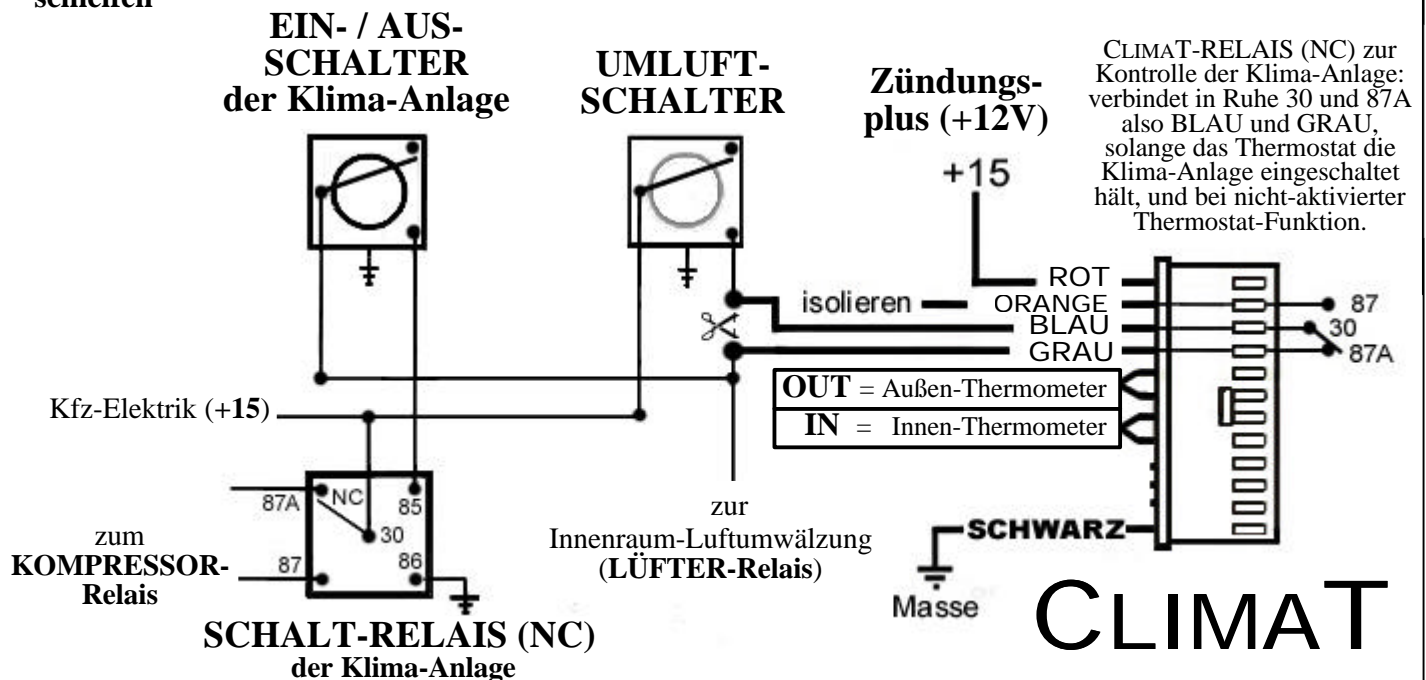 schleifen
EIN- / AUS-
SCHALTER
der Klima-Anlage
UMLUFT-
SCHALTER
Zündungs-
plus (+12V)
+15
CLIMAT-RELAIS (NC) zur
Kontrolle der Klima-Anlage:
verbindet in Ruhe 30 und 87A
also BLAU und GRAU,
solange das Thermostat die
Klima-Anlage eingeschaltet
hält, und bei nicht-aktivierter
Thermostat-Funktion.
ROT
isolieren ORANGE
BLAU
GRAU
87
30
87A
OUT = Außen-Thermometer
IN = Innen-Thermometer
Kfz-Elektrik (+15)
87A
NC
85
30
87
86
zum
KOMPRESSOR-
Relais
SCHALT-RELAIS (NC)
der Klima-Anlage
zur
Innenraum-Luftumwälzung
(LÜFTER-Relais)
SCHWARZ
Masse
CLIMAT